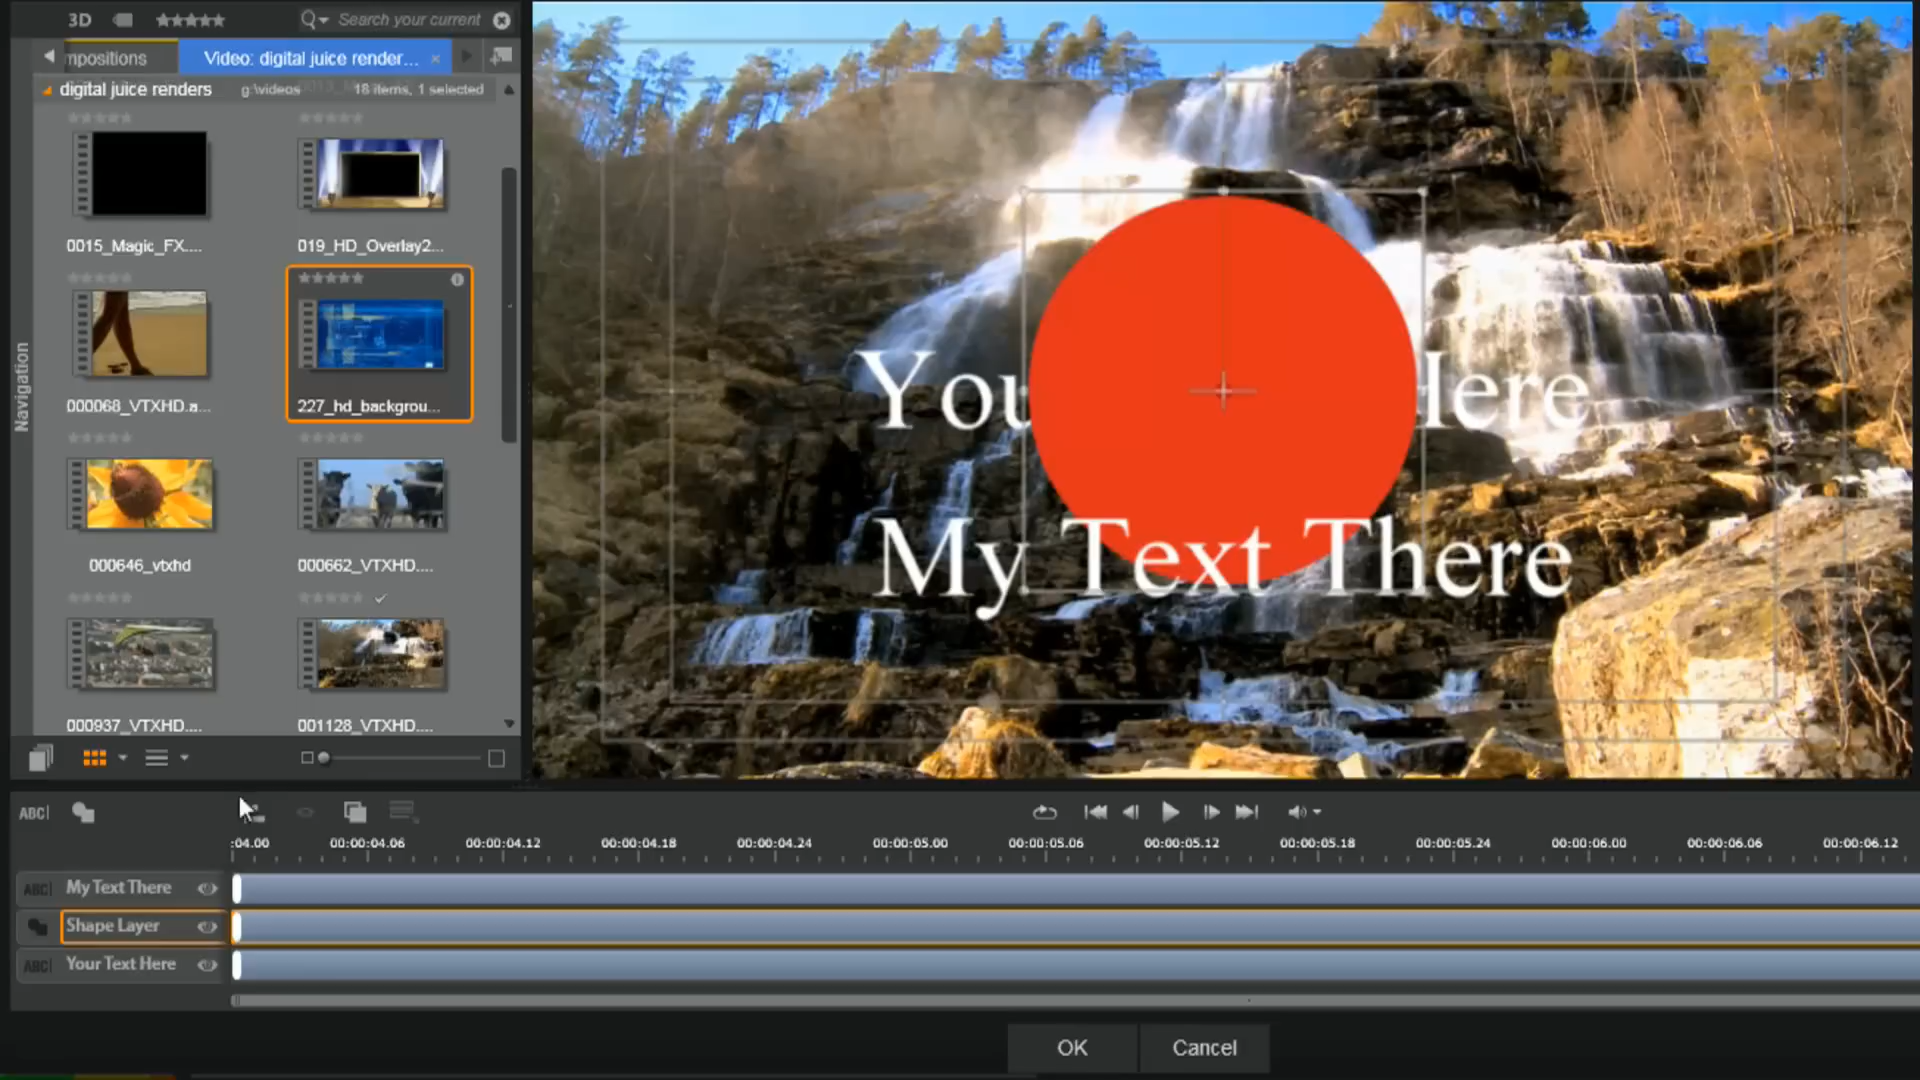 3D Search your current
mpositions Video: digital juice render...
digital juice renders g:\videos 18 items, 1 selected
0015_Magic_FX.... 019_HD_Overlay2...
000068_VTXHD.a... 227_hd_backgrou...
000646_vtxhd 000662_VTXHD....
000937_VTXHD.... 001128_VTXHD....
Navigation
You Here
My Text There
ABC
:04.00 00:00:04.06 00:00:04.12 00:00:04.18 00:00:04.24 00:00:05.00 00:00:05.06 00:00:05.12 00:00:05.18 00:00:05.24 00:00:06.00 00:00:06.06 00:00:06.12
ABC My Text There
Shape Layer
ABC Your Text Here
OK Cancel